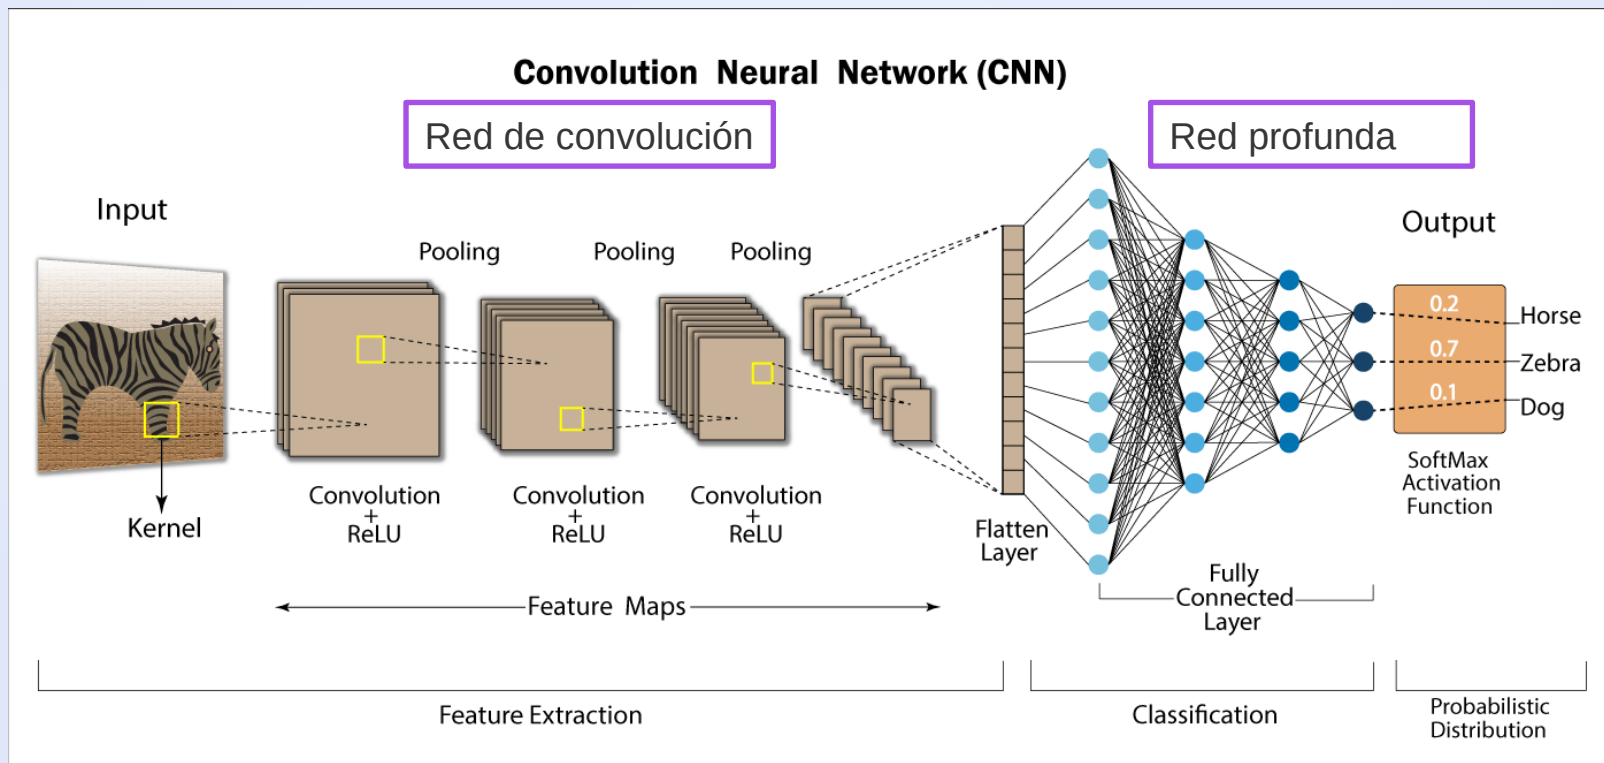 Convolution Neural Network (CNN)
Red de convolución
Red profunda
Input
Pooling
Pooling
Pooling
Output
0.2
Horse
0.7
Zebra
0.1
Dog
Kernel
Convolution
+
ReLU
Convolution
+
ReLU
Convolution
+
ReLU
Flatten
Layer
SoftMax
Activation
Function
Feature Maps
Fully
Connected
Layer
Feature Extraction
Classification
Probabilistic
Distribution